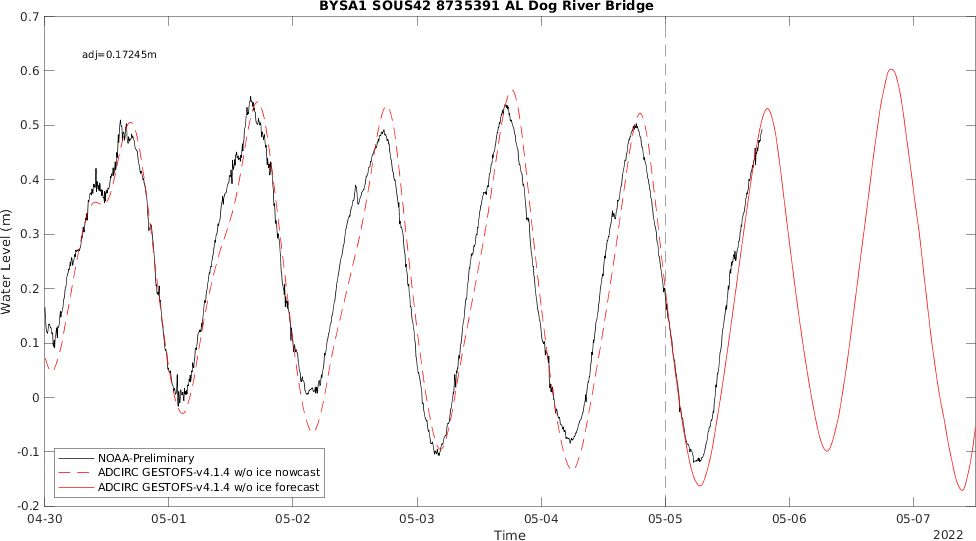 BYSA1 SOUS42 8735391 AL Dog River Bridge
adj=0.17245m
0.7
0.6
0.5
0.4
0.3
0.2
0.1
0
-0.1
-0.2
Water Level (m)
NOAA-Preliminary
ADCIRC GESTOFS-v4.1.4 w/o ice nowcast
ADCIRC GESTOFS-v4.1.4 w/o ice forecast
04-30 05-01 05-02 05-03 05-04 05-05 05-06 05-07
Time
2022